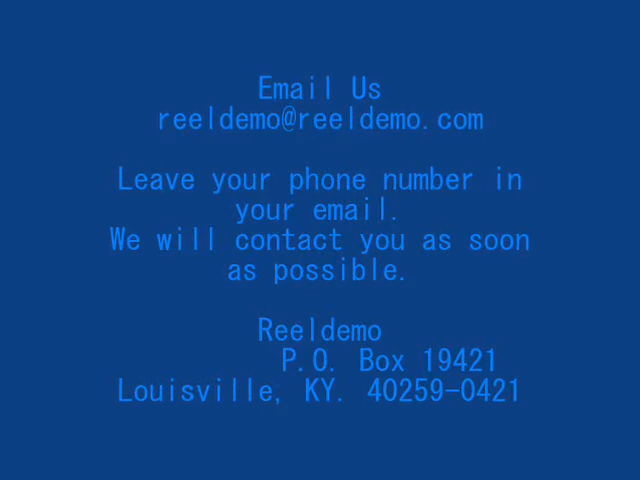 Email Us
reeldemo@reeldemo.com
Leave your phone number in
your email.
We will contact you as soon
as possible.
Reeldemo
P.O. Box 19421
Louisville, KY. 40259-0421